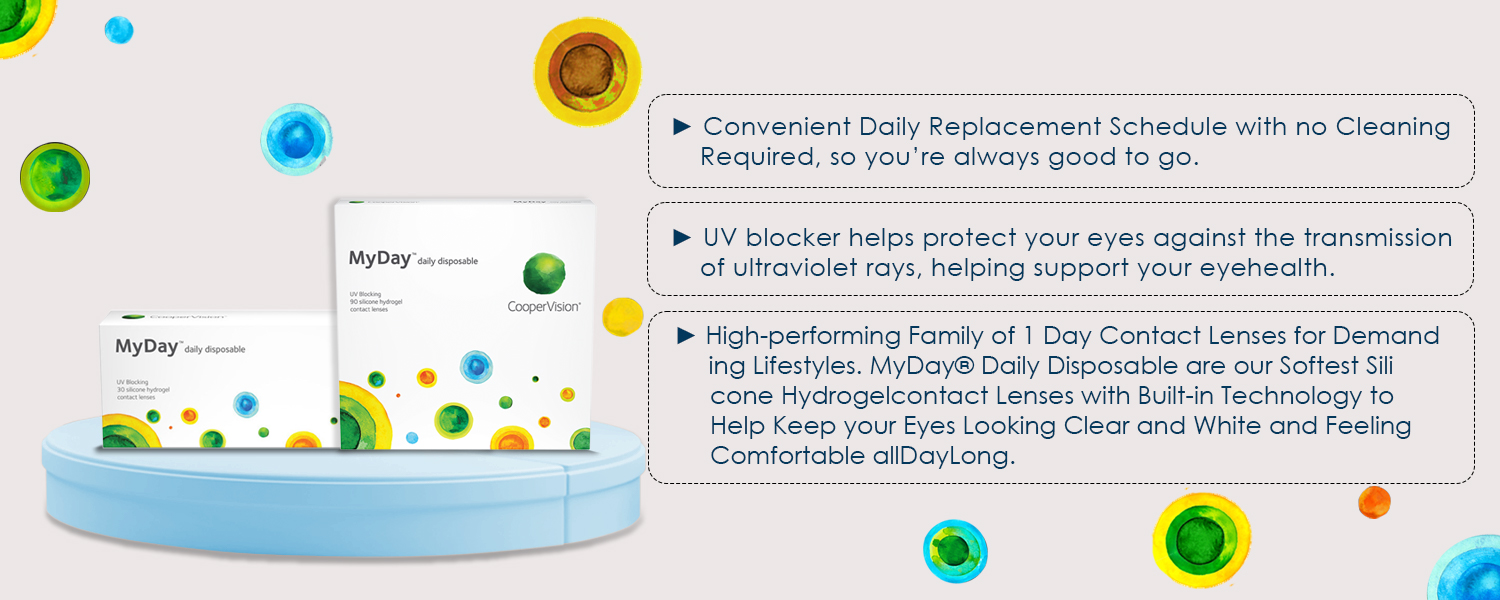 ► Convenient Daily Replacement Schedule with no Cleaning
Required, so you’re always good to go.
► UV blocker helps protect your eyes against the transmission
of ultraviolet rays, helping support your eyehealth.
► High-performing Family of 1 Day Contact Lenses for Demand
ing Lifestyles. MyDay® Daily Disposable are our Softest Sili
cone Hydrogelcontact Lenses with Built-in Technology to
Help Keep your Eyes Looking Clear and White and Feeling
Comfortable allDayLong.
MyDay™ daily disposable
UV Blocking
90 silicone hydrogel
contact lenses
CooperVision®
CooperVision
MyDay™ daily disposable
UV Blocking
30 silicone hydrogel
contact lenses